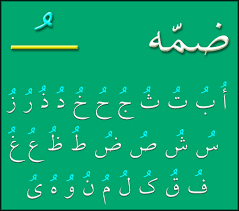 ضمّه ـُ
أُ بُ تُ ثُ جُ حُ خُ دُ ذُ رُ زُ
سُ شُ صُ ضُ طُ ظُ عُ غُ
فُ قُ کُ لُ مُ نُ وُ هُ یُ